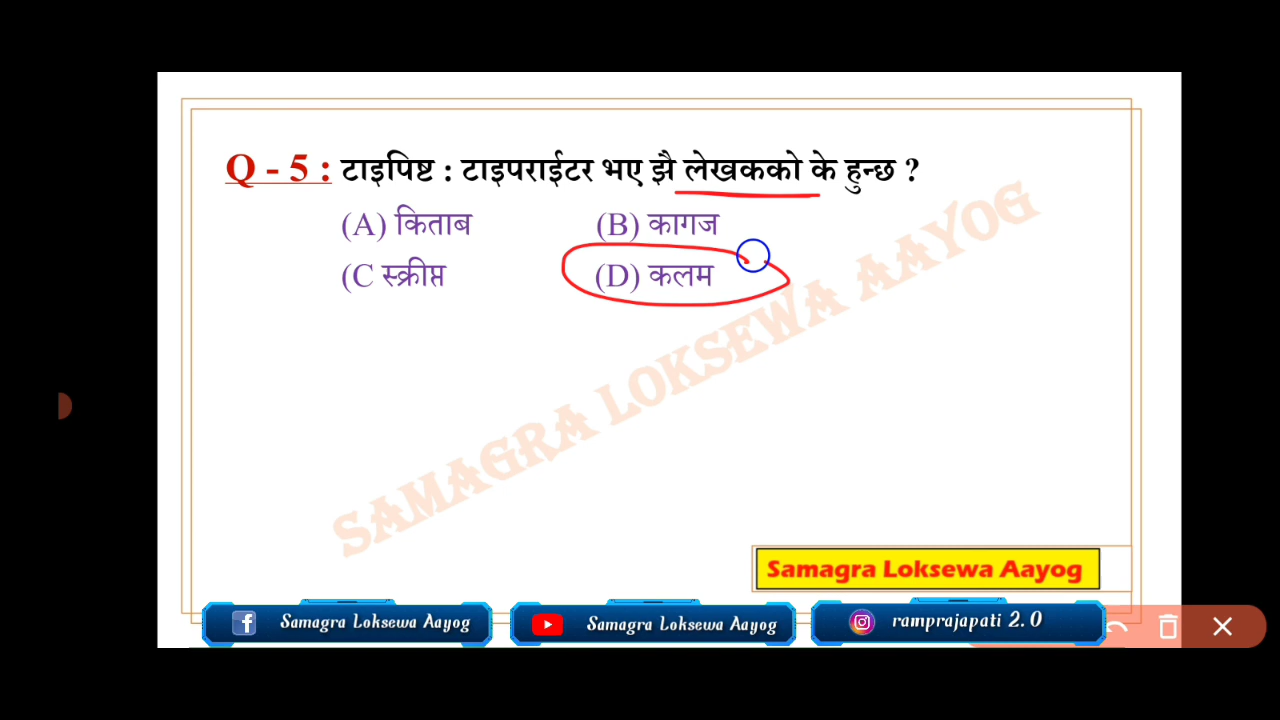 Q - 5 : टाइपिष्ट : टाइपराईटर भए झै लेखकको के हुन्छ ?
(A) किताब (B) कागज
(C स्क्रीप्त (D) कलम
SAMAGRA LOKSEWA AAYOG
Samagra Loksewa Aayog
Samagra Loksewa Aayog Samagra Loksewa Aayog ramprajapati 2.0